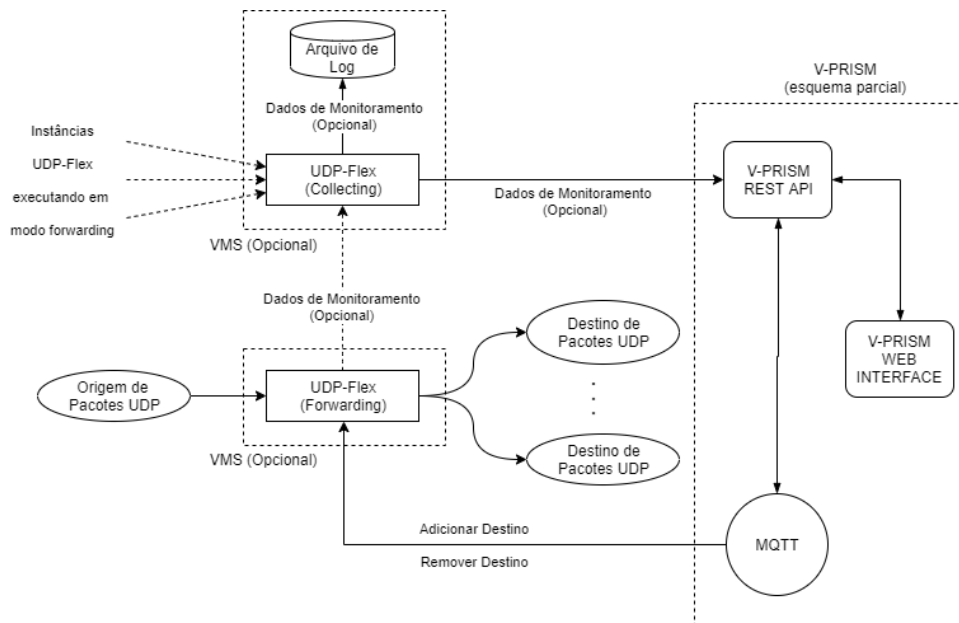 Arquivo de
Log
Dados de Monitoramento
(Opcional)
Instâncias
UDP-Flex
executando em
modo forwarding
UDP-Flex
(Collecting)
VMS (Opcional)
Dados de Monitoramento
(Opcional)
V-PRISM
(esquema parcial)
V-PRISM
REST API
V-PRISM
WEB
INTERFACE
Dados de Monitoramento
(Opcional)
Origem de
Pacotes UDP
UDP-Flex
(Forwarding)
VMS (Opcional)
Destino de
Pacotes UDP
Destino de
Pacotes UDP
Adicionar Destino
Remover Destino
MQTT